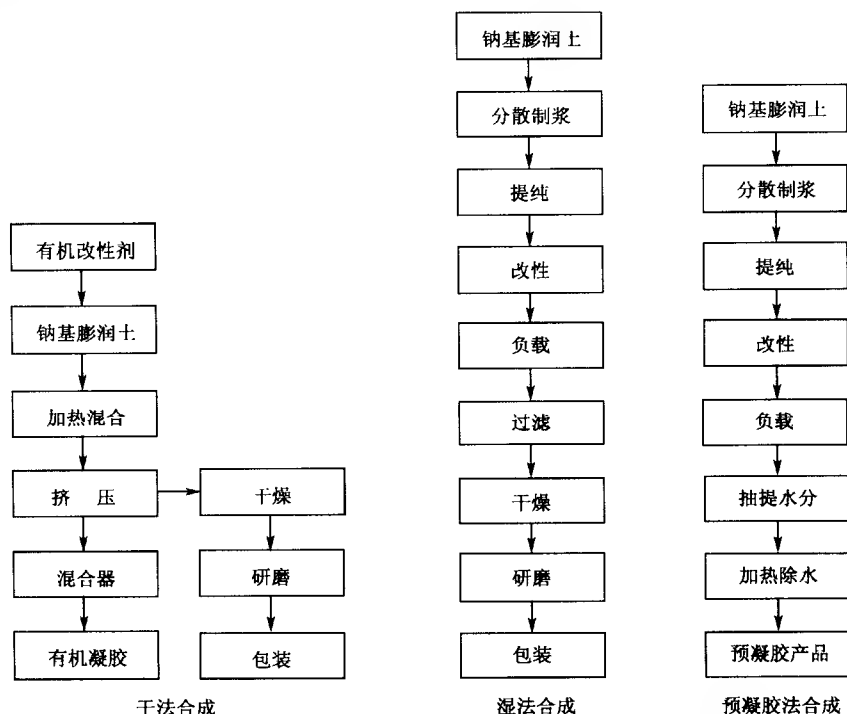 有机改性剂
钠基膨润土
加热混合
挤 压
混合器
有机凝胶
干燥
研磨
包装
干法合成
钠基膨润土
分散制浆
提纯
改性
负载
过滤
干燥
研磨
包装
湿法合成
钠基膨润土
分散制浆
提纯
改性
负载
抽提水分
加热除水
预凝胶产品
预凝胶法合成